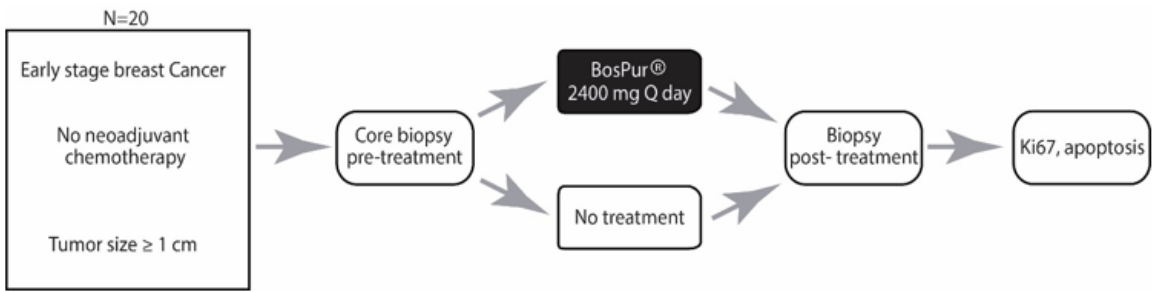 N=20
Early stage breast Cancer
No neoadjuvant
chemotherapy
Tumor size ≥ 1 cm
Core biopsy
pre-treatment
BosPur®
2400 mg Q day
No treatment
Biopsy
post- treatment
Ki67, apoptosis